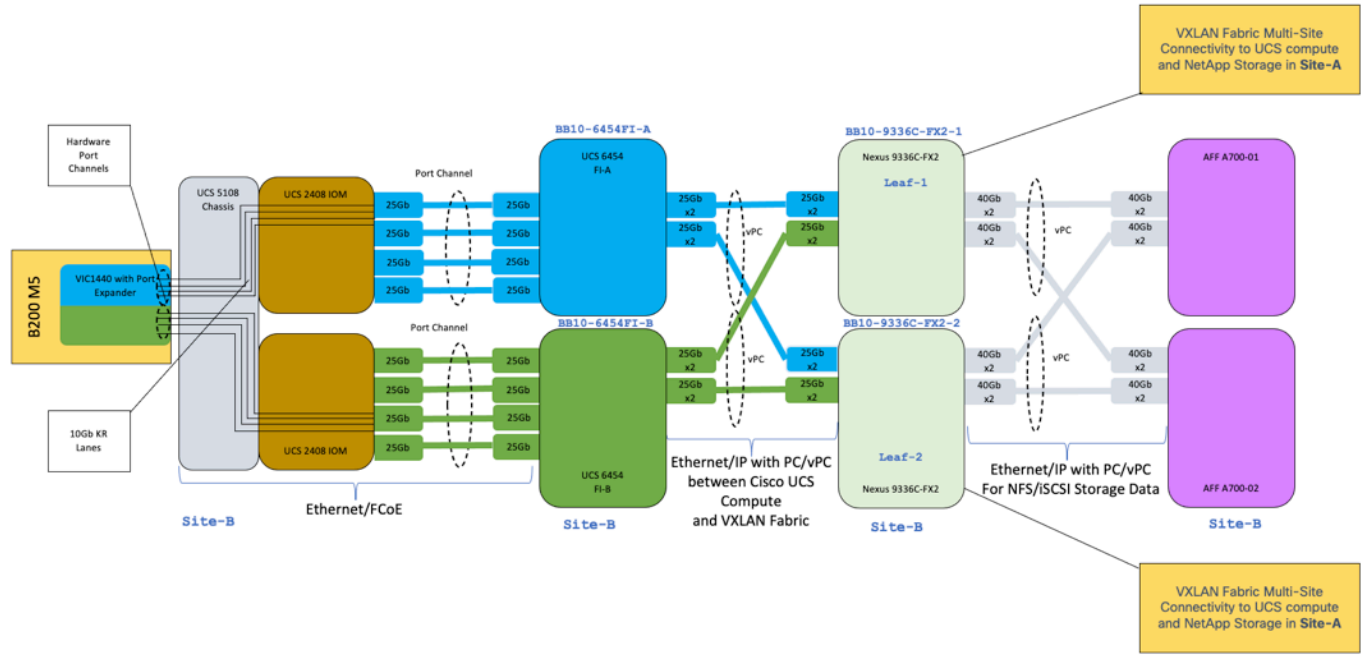 VXLAN Fabric Multi-Site
Connectivity to UCS compute
and NetApp Storage in Site-A
Hardware
Port
Channels
B200 M5
VIC1440 with Port
Expander
10Gb KR
Lanes
UCS 5108
Chassis
UCS 2408 IOM
UCS 2408 IOM
Site-B
Port Channel
25Gb
25Gb
25Gb
25Gb
25Gb
25Gb
25Gb
25Gb
Port Channel
25Gb
25Gb
25Gb
25Gb
25Gb
25Gb
25Gb
25Gb
Ethernet/FCoE
BB10-6454FI-A
UCS 6454
FI-A
BB10-6454FI-B
UCS 6454
FI-B
Site-B
25Gb
x2
25Gb
x2
vPC
25Gb
x2
25Gb
x2
25Gb
x2
25Gb
x2
vPC
25Gb
x2
25Gb
x2
Ethernet/IP with PC/vPC
between Cisco UCS
Compute
and VXLAN Fabric
BB10-9336C-FX2-1
Nexus 9336C-FX2
Leaf-1
BB10-9336C-FX2-2
Leaf-2
Nexus 9336C-FX2
Site-B
40Gb
x2
40Gb
x2
vPC
40Gb
x2
40Gb
x2
40Gb
x2
40Gb
x2
vPC
40Gb
x2
40Gb
x2
Ethernet/IP with PC/vPC
For NFS/iSCSI Storage Data
AFF A700-01
AFF A700-02
Site-B
VXLAN Fabric Multi-Site
Connectivity to UCS compute
and NetApp Storage in Site-A